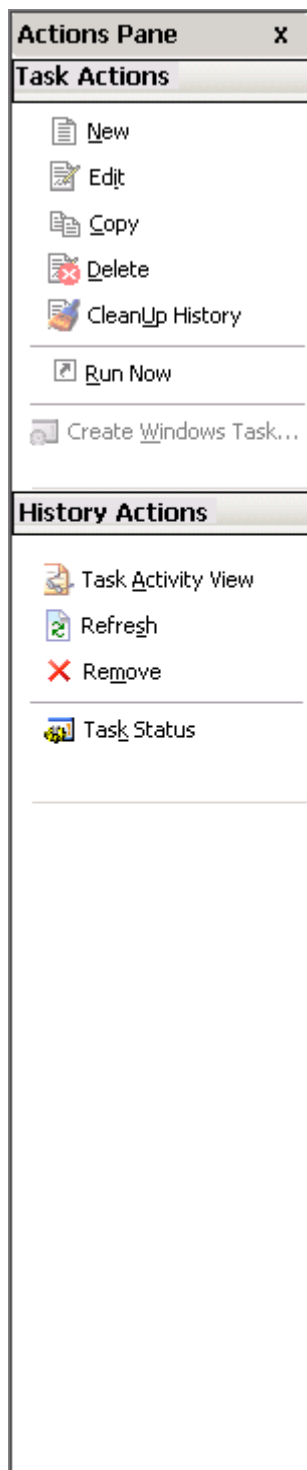 Actions Pane x
Task Actions
New
Edit
Copy
Delete
CleanUp History
Run Now
Create Windows Task...
History Actions
Task Activity View
Refresh
Remove
Task Status